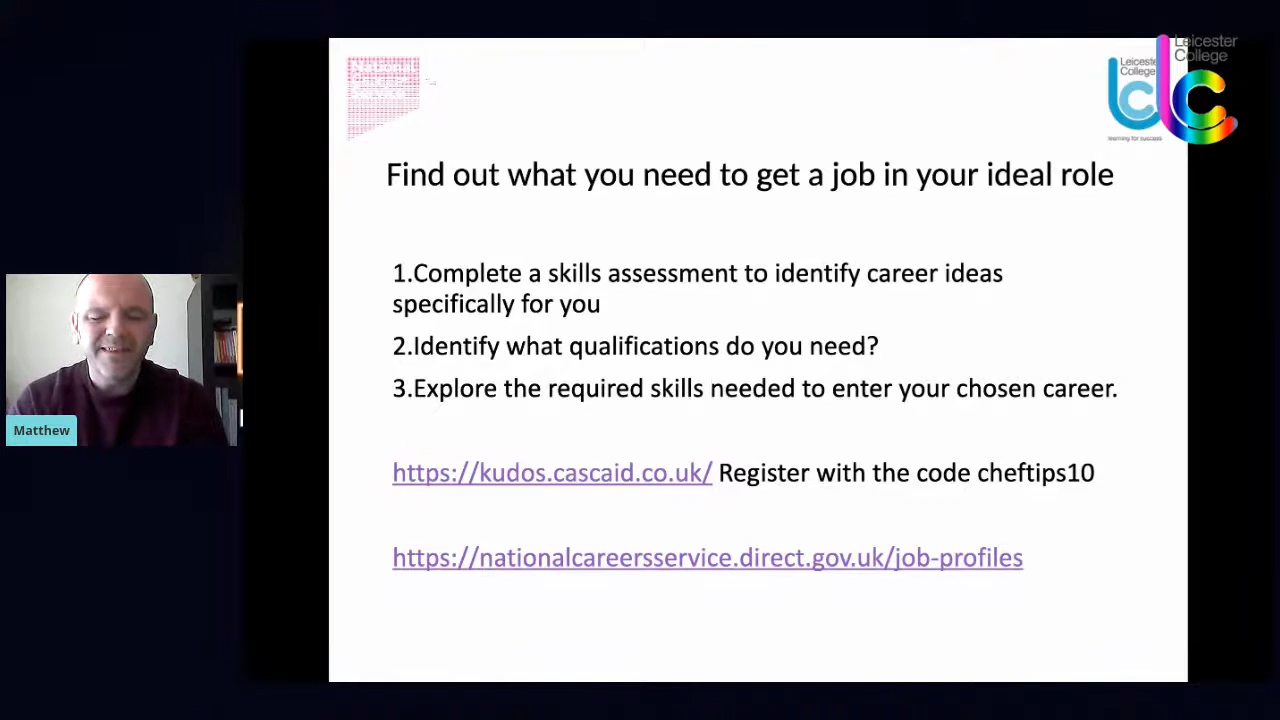 Leicester
College
Leicester
College
learning for success
Find out what you need to get a job in your ideal role
1.Complete a skills assessment to identify career ideas
specifically for you
2.Identify what qualifications do you need?
3.Explore the required skills needed to enter your chosen career.
Matthew
https://kudos.cascaid.co.uk/ Register with the code cheftips10
https://nationalcareersservice.direct.gov.uk/job-profiles